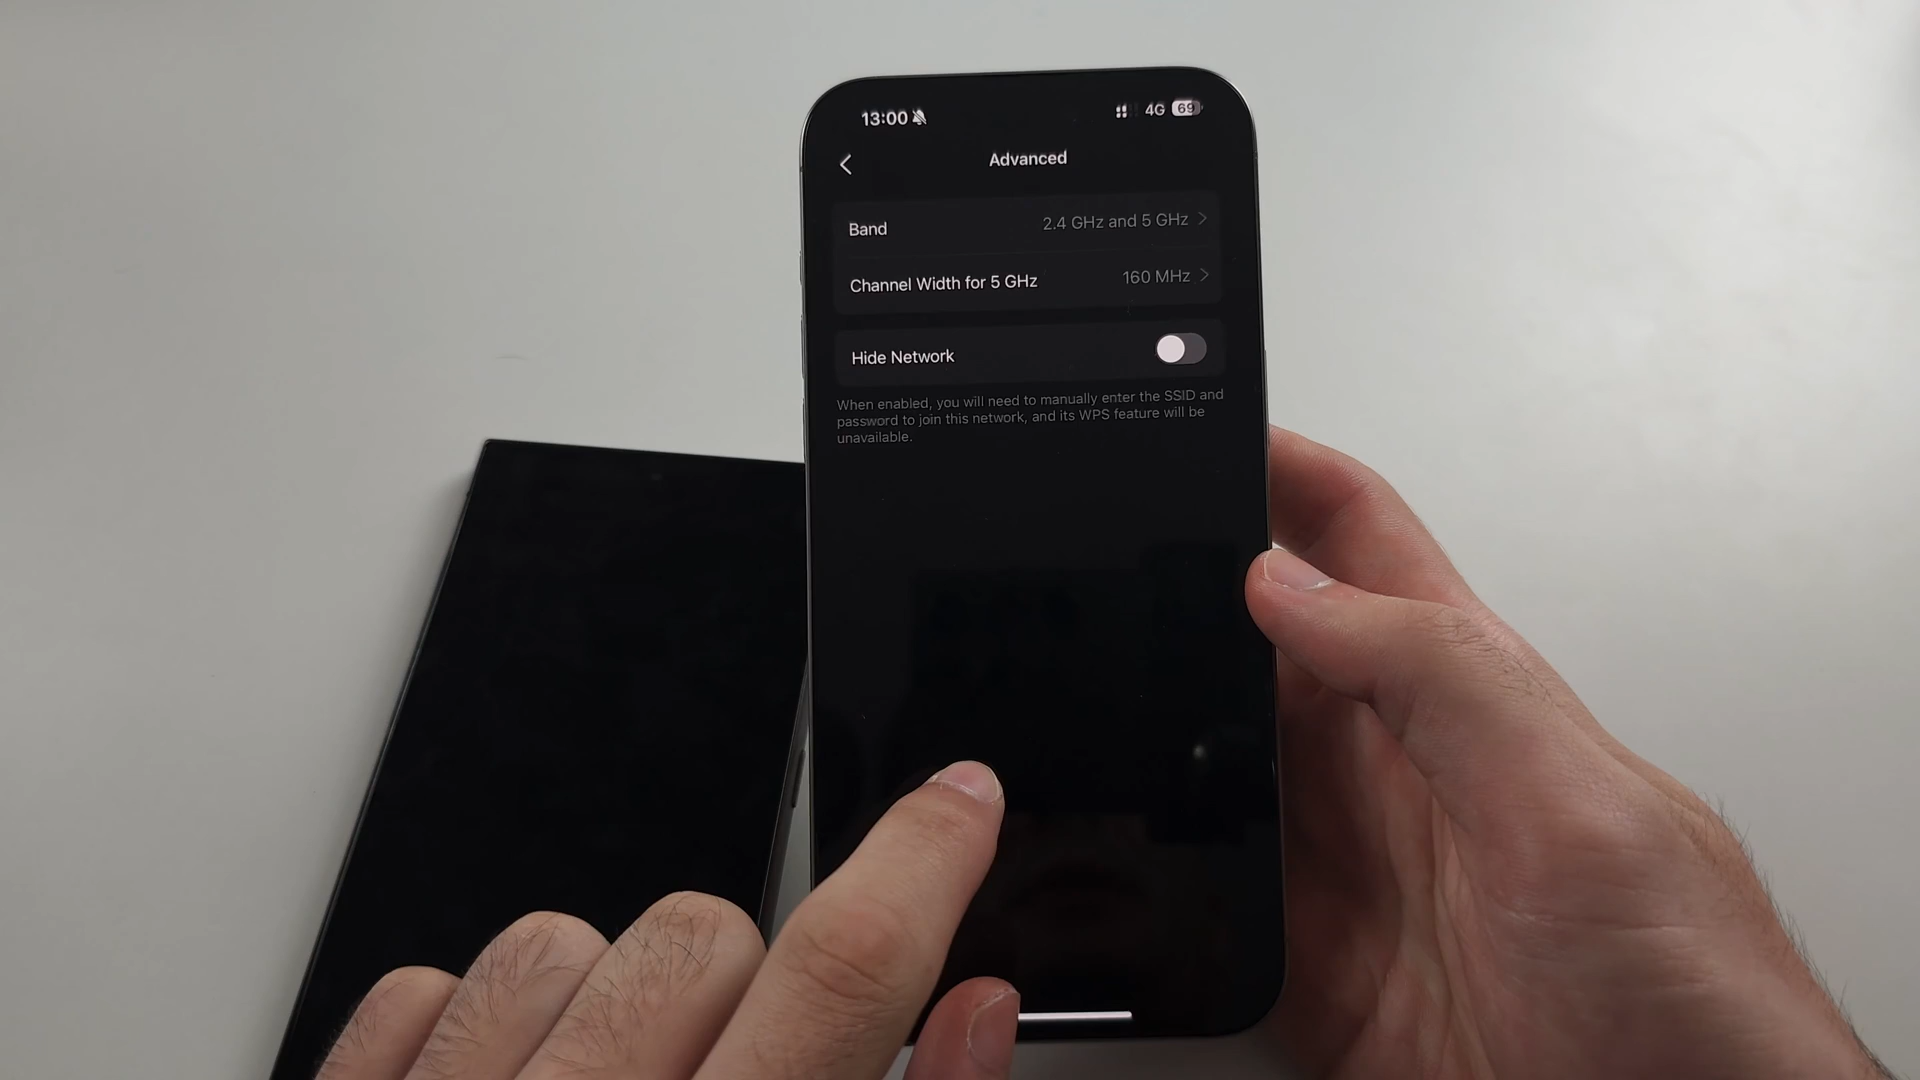 13:00 4G 69
Advanced
Band 2.4 GHz and 5 GHz
Channel Width for 5 GHz 160 MHz
Hide Network
When enabled, you will need to manually enter the SSID and
password to join this network, and its WPS feature will be
unavailable.